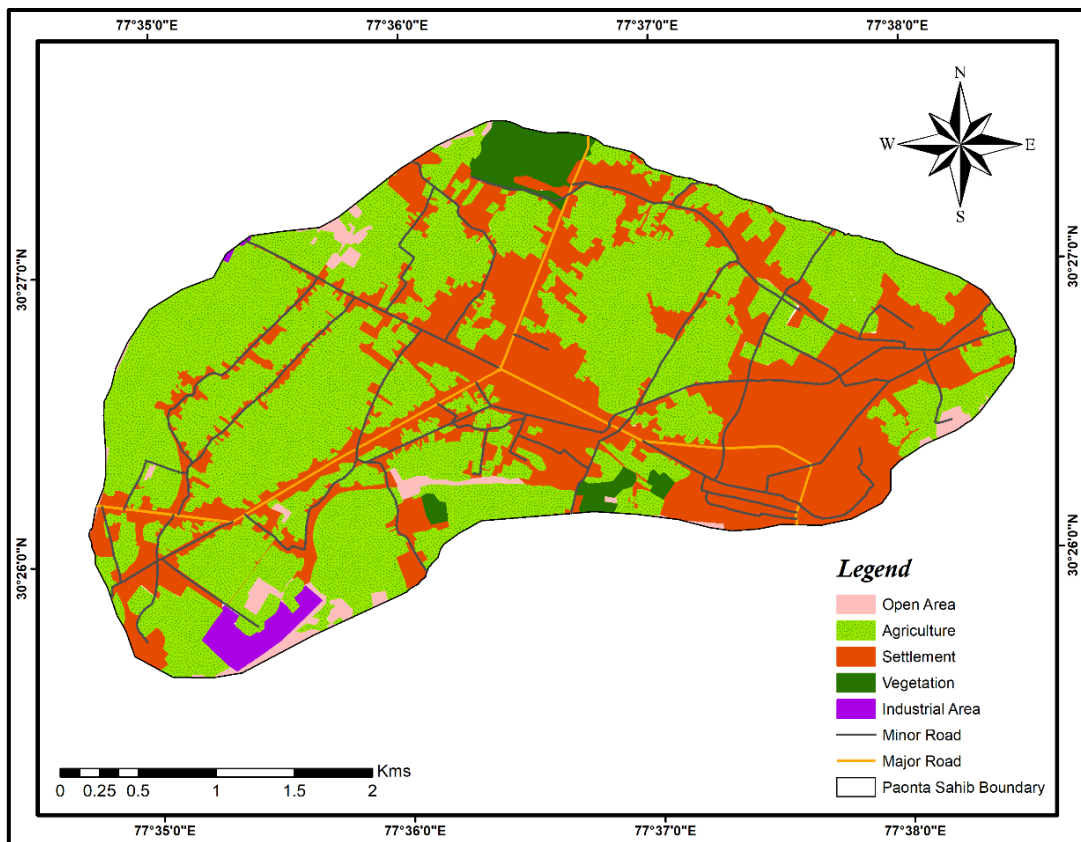 77°35'0"E 77°36'0"E 77°37'0"E 77°38'0"E
N
W E
S
30°27'0"N 30°27'0"N
30°26'0"N 30°26'0"N
Legend
Open Area
Agriculture
Settlement
Vegetation
Industrial Area
Minor Road
Major Road
Paonta Sahib Boundary
Kms
0 0.25 0.5 1 1.5 2
77°35'0"E 77°36'0"E 77°37'0"E 77°38'0"E